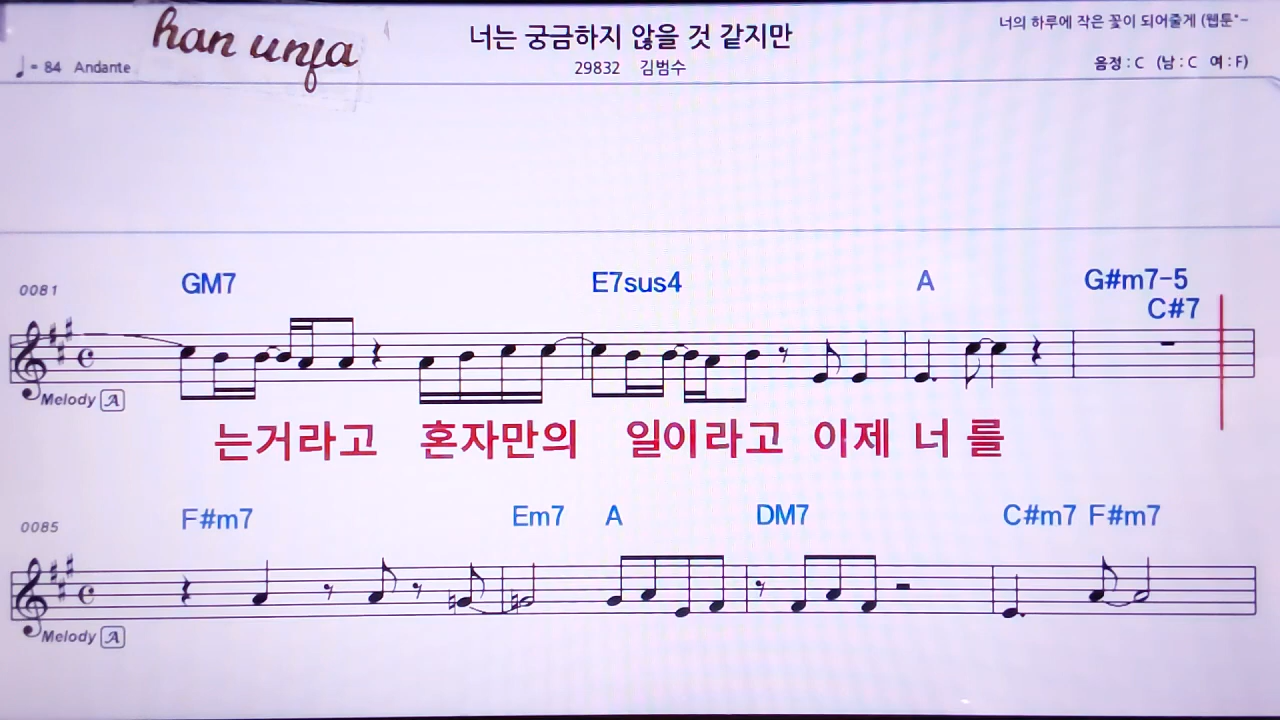 han unja
너는 궁금하지 않을 것 같지만
너의 하루에 작은 꽃이 되어줄게 (웹툰"-
♩ = 84 Andante
29832 김범수
음정 : C (남 : C 여 : F)
0081
GM7 E7sus4 A G#m7-5
C#7
Melody A
는거라고 혼자만의 일이라고 이제 너 를
0085
F#m7 Em7 A DM7 C#m7 F#m7
Melody A